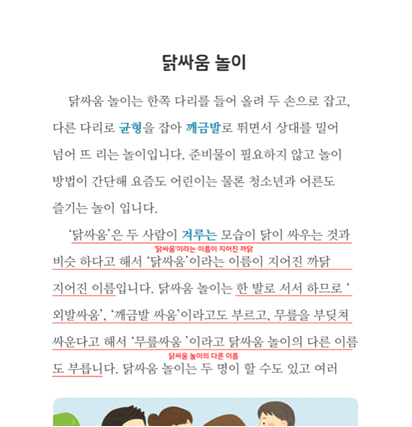 닭싸움 놀이
닭싸움 놀이는 한쪽 다리를 들어 올려 두 손으로 잡고,
다른 다리로 균형을 잡아 깨금발로 뛰면서 상대를 밀어
넘어 뜨 리는 놀이입니다. 준비물이 필요하지 않고 놀이
방법이 간단해 요즘도 어린이는 물론 청소년과 어른도
즐기는 놀이 입니다.
‘닭싸움’은 두 사람이 겨루는 모습이 닭이 싸우는 것과
'닭싸움'이라는 이름이 지어진 까닭
비슷 하다고 해서 ‘닭싸움’이라는 이름이 지어진 까닭
지어진 이름입니다. 닭싸움 놀이는 한 발로 서서 하므로 ‘
외발싸움’, ‘깨금발 싸움’이라고도 부르고, 무릎을 부딪쳐
싸운다고 해서 ‘무릎싸움 ’이라고 닭싸움 놀이의 다른 이름
닭싸움 놀이의 다른 이름
도 부릅니다. 닭싸움 놀이는 두 명이 할 수도 있고 여러